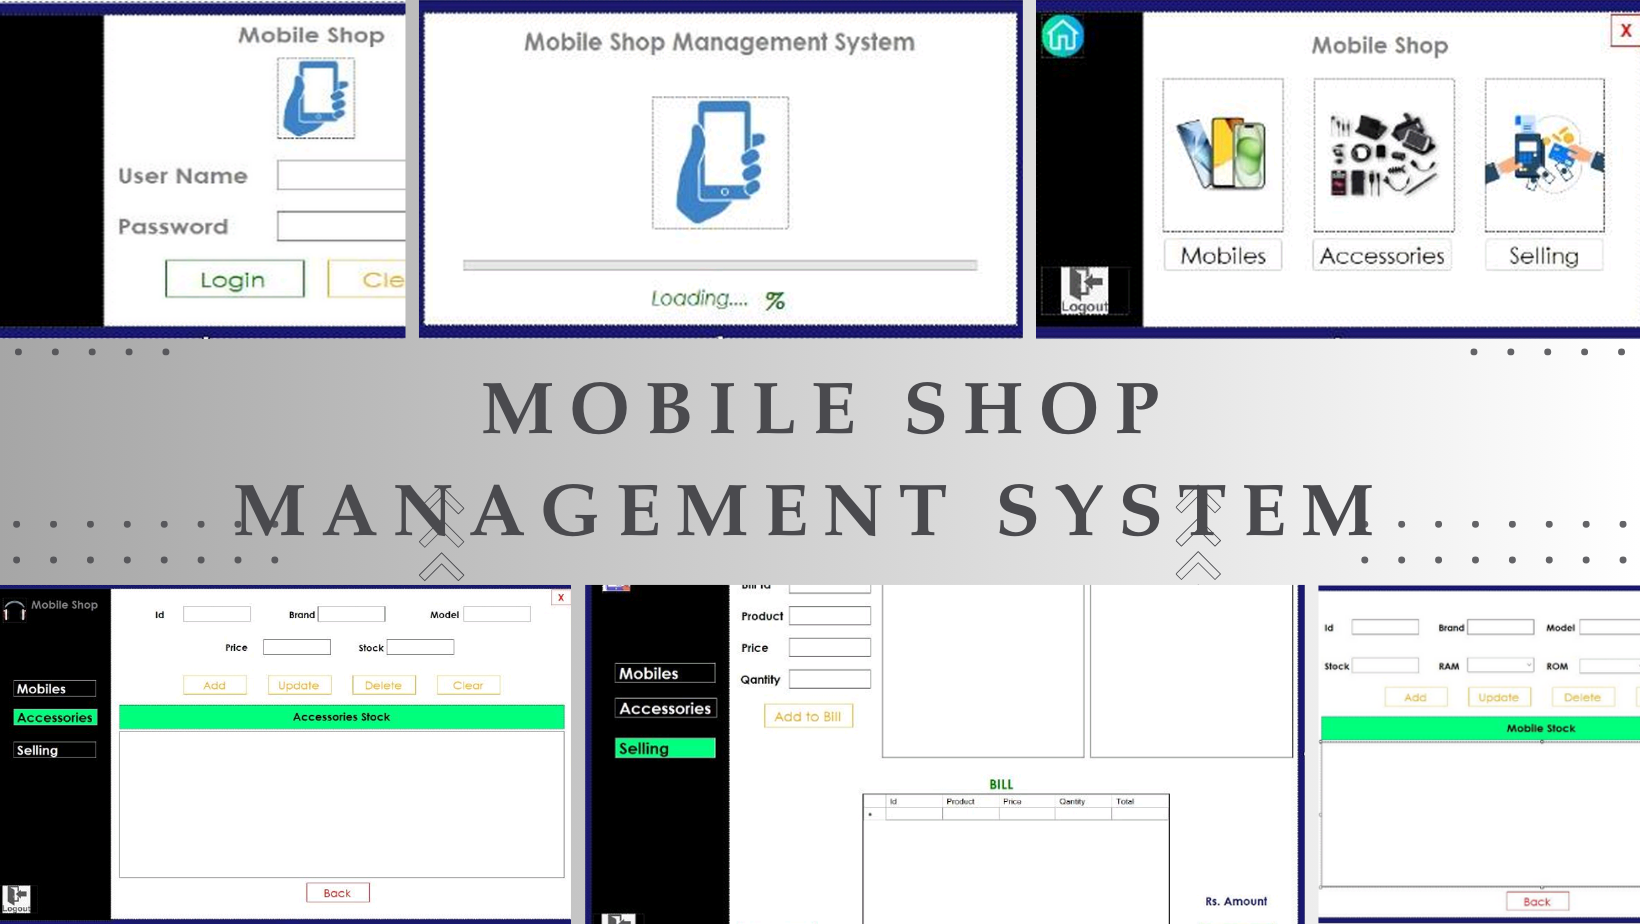 Mobile Shop
User Name
Password
Login
Cle
Mobile Shop Management System
Loading.... %
X
Mobile Shop
Mobiles
Accessories
Selling
Logout
MOBILE SHOP
MANAGEMENT SYSTEM
Mobile Shop
X
Id Brand Model
Price Stock
Add Update Delete Clear
Mobiles
Accessories
Selling
Accessories Stock
Back
Logout
Bill Id
Product
Price
Qantity
Add to Bill
Mobiles
Accessories
Selling
BILL
Id Product Price Qantity Total
Rs. Amount
Id Brand Model
Stock RAM ROM
Add Update Delete
Mobile Stock
Back